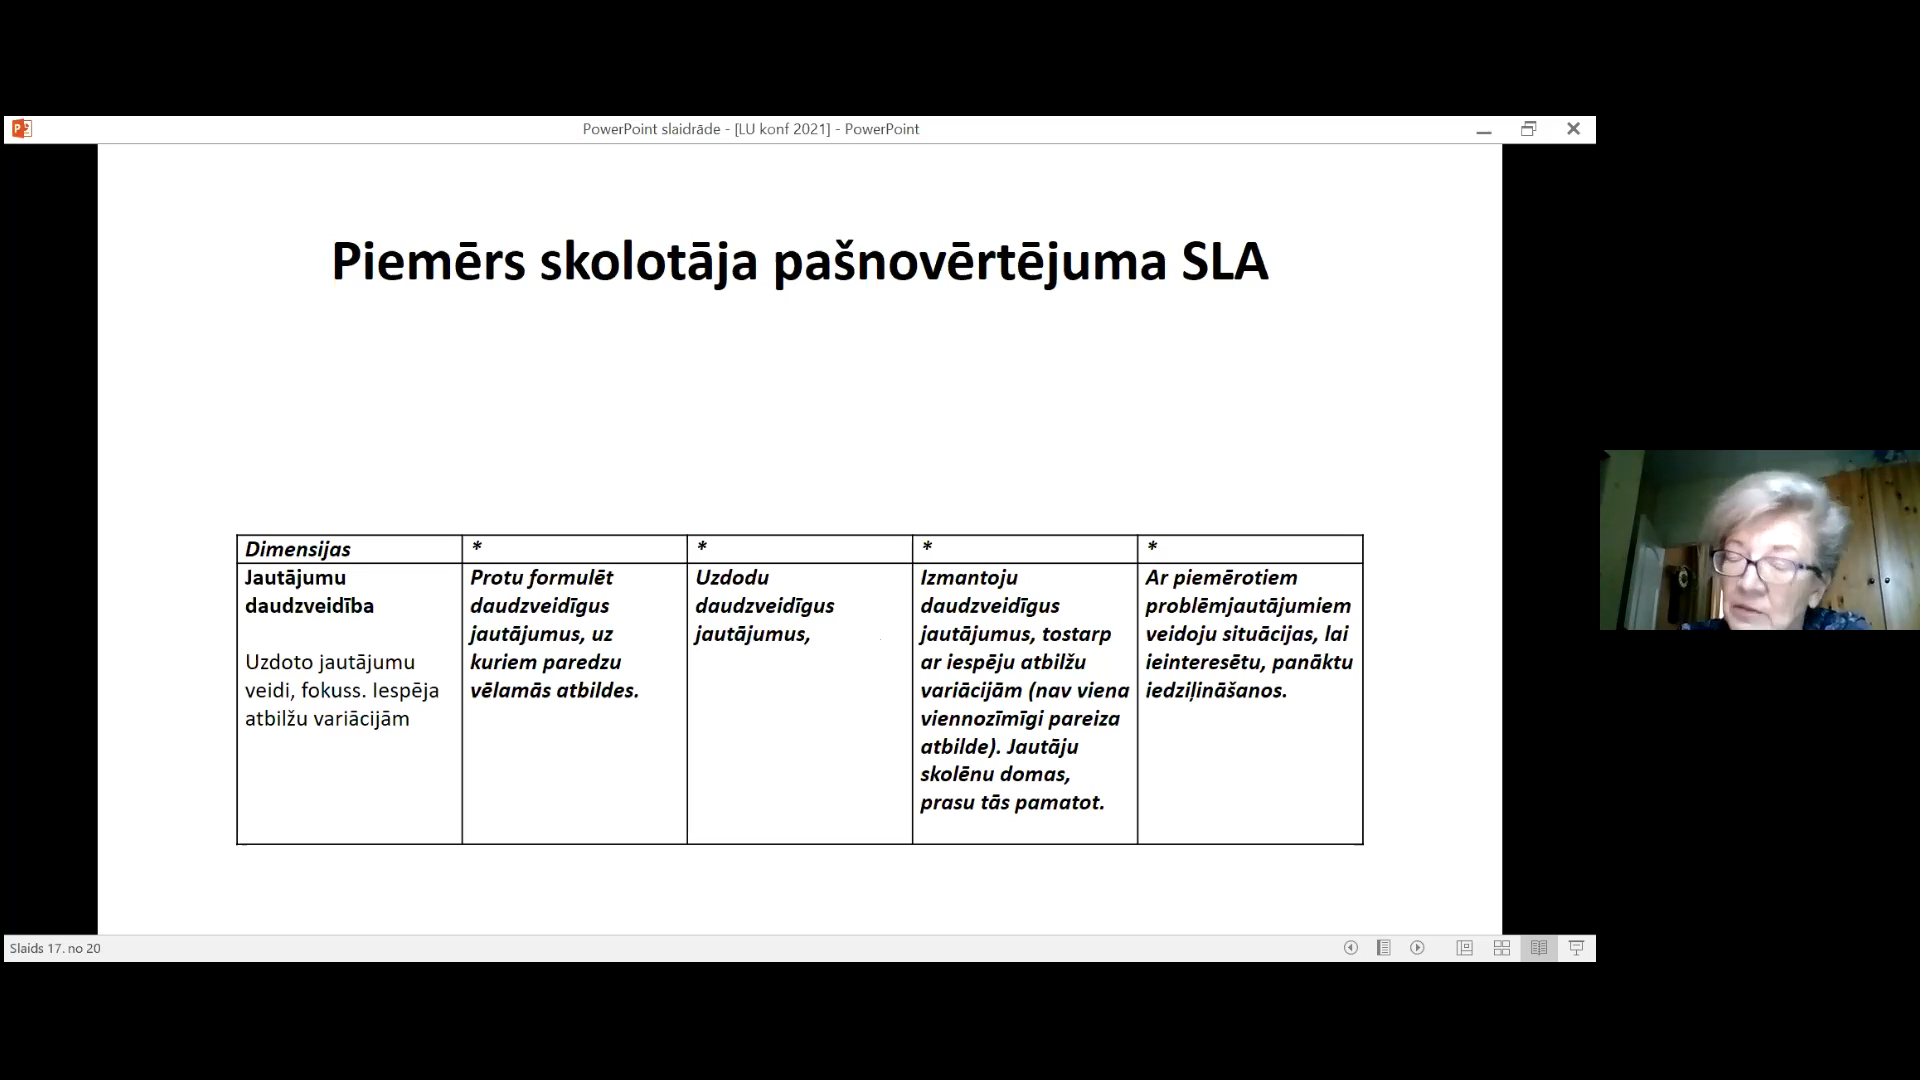 PowerPoint slaidrāde - [LU konf 2021] - PowerPoint
Piemērs skolotāja pašnovērtējuma SLA
Dimensijas
*
*
*
*
Jautājumu
daudzveidība
Uzdoto jautājumu
veidi, fokuss. Iespēja
atbilžu variācijām
Protu formulēt
daudzveidīgus
jautājumus, uz
kuriem paredzu
vēlamās atbildes.
Uzdodu
daudzveidīgus
jautājumus,
Izmantoju
daudzveidīgus
jautājumus, tostarp
ar iespēju atbilžu
variācijām (nav viena
viennozīmīgi pareiza
atbilde). Jautāju
skolēnu domas,
prasu tās pamatot.
Ar piemērotiem
problēmjautājumiem
veidoju situācijas, lai
ieinteresētu, panāktu
iedziļināšanos.
Slaids 17. no 20